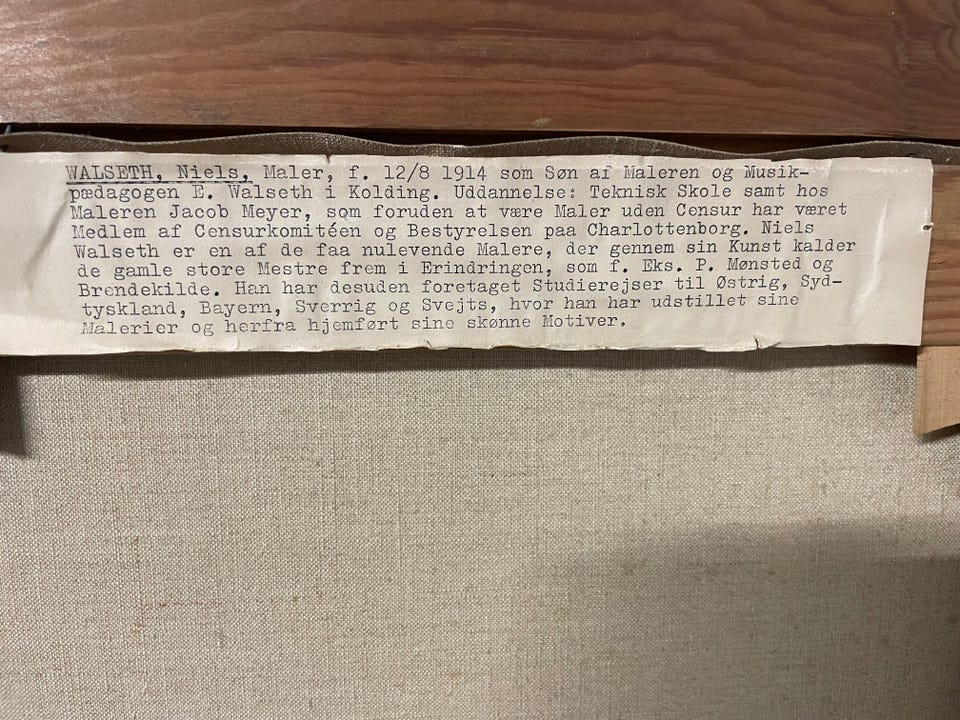 WALSETH, Niels, Maler, f. 12/8 1914 som Søn af Maleren og Musik-
pædagogen E. Walseth i Kolding. Uddannelse: Teknisk Skole samt hos
Maleren Jacob Meyer, som foruden at være Maler uden Censur har været
Medlem af Censurkomitéen og Bestyrelsen paa Charlottenborg. Niels
Walseth er en af de faa nulevende Malere, der gennem sin Kunst kalder
de gamle store Mestre frem i Erindringen, som f. Eks. P. Mønsted og
Brendekilde. Han har desuden foretaget Studierejser til Østrig, Syd-
tyskland, Bayern, Sverrig og Svejts, hvor han har udstillet sine
Malerier og herfra hjemført sine skønne Motiver.